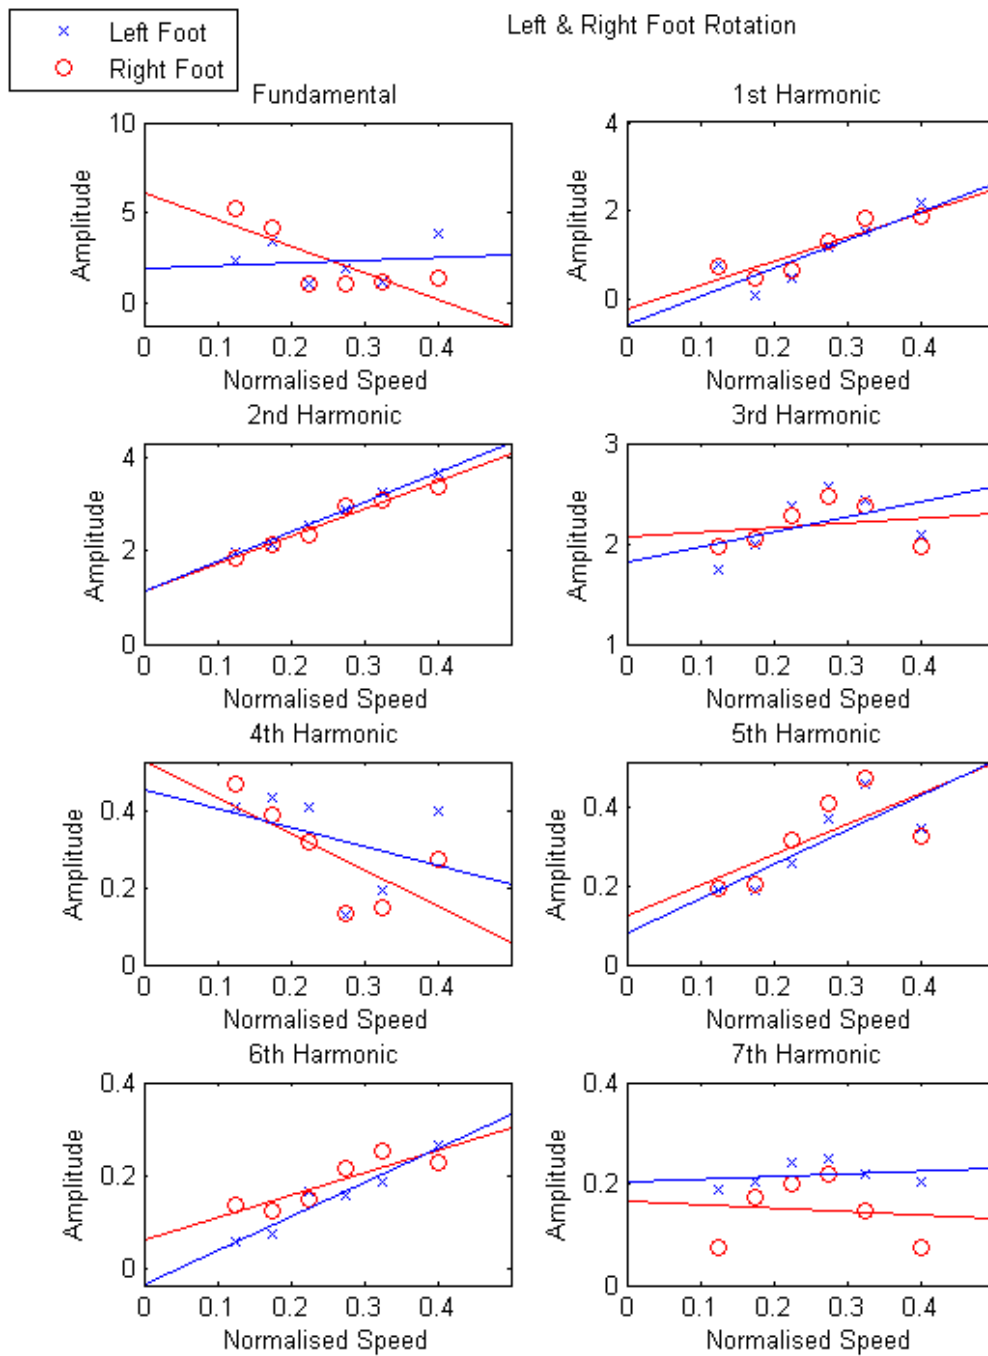 Left & Right Foot Rotation
Left Foot
Right Foot
Fundamental
10
5
0
Amplitude
0 0.1 0.2 0.3 0.4
Normalised Speed
1st Harmonic
4
2
0
Amplitude
0 0.1 0.2 0.3 0.4
Normalised Speed
2nd Harmonic
4
2
0
Amplitude
0 0.1 0.2 0.3 0.4
Normalised Speed
3rd Harmonic
3
2
1
Amplitude
0 0.1 0.2 0.3 0.4
Normalised Speed
4th Harmonic
0.4
0.2
0
Amplitude
0 0.1 0.2 0.3 0.4
Normalised Speed
5th Harmonic
0.4
0.2
0
Amplitude
0 0.1 0.2 0.3 0.4
Normalised Speed
6th Harmonic
0.4
0.2
0
Amplitude
0 0.1 0.2 0.3 0.4
Normalised Speed
7th Harmonic
0.4
0.2
0
Amplitude
0 0.1 0.2 0.3 0.4
Normalised Speed